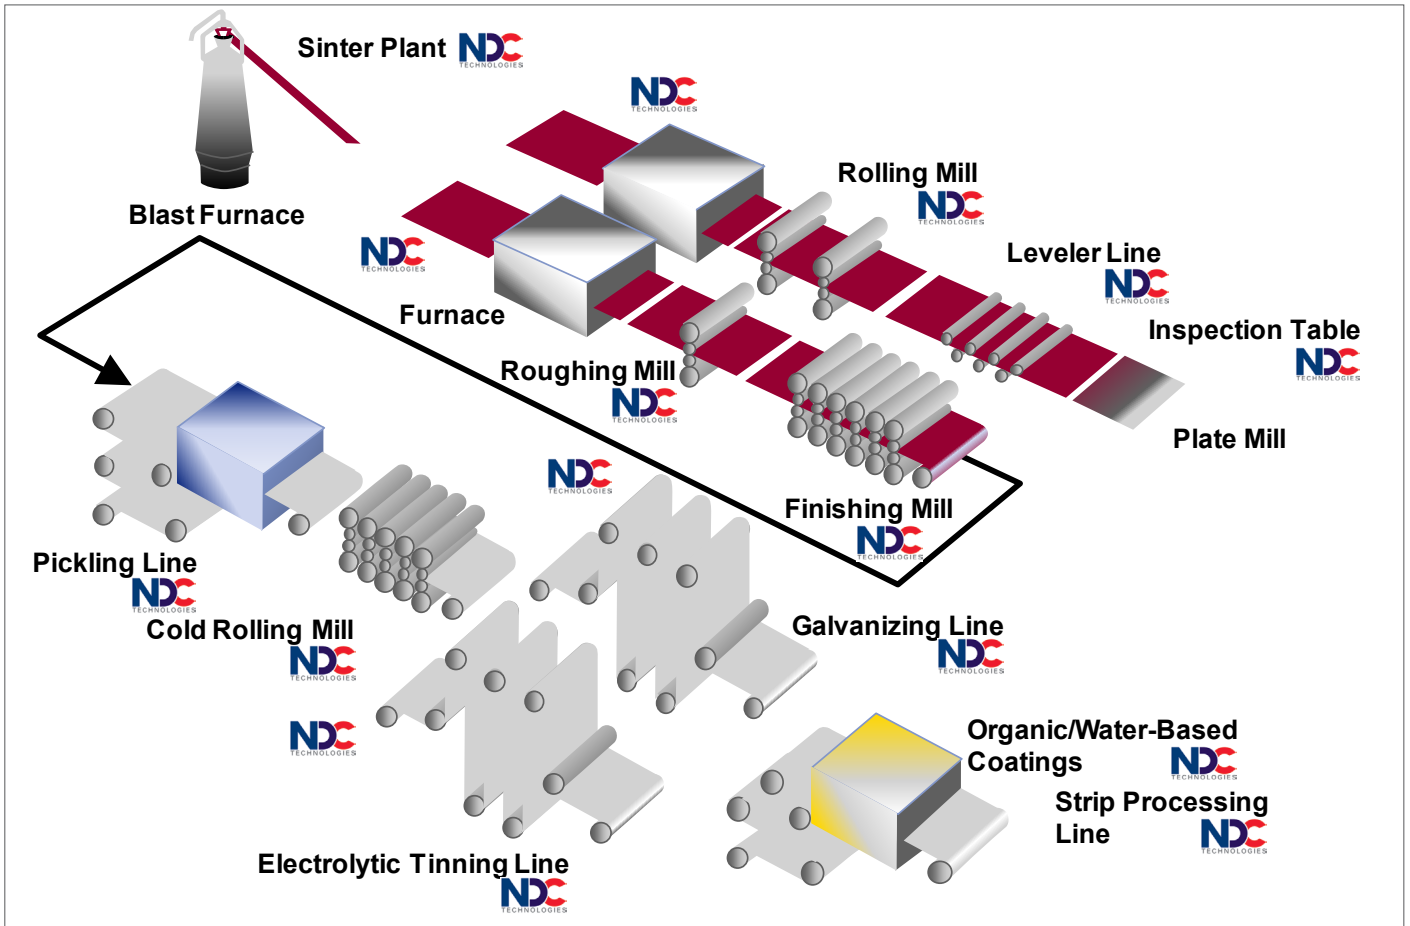 Sinter Plant
NDC
TECHNOLOGIES
NDC
TECHNOLOGIES
Rolling Mill
NDC
TECHNOLOGIES
Blast Furnace
NDC
TECHNOLOGIES
Leveler Line
NDC
TECHNOLOGIES
Furnace
Inspection Table
NDC
TECHNOLOGIES
Roughing Mill
NDC
TECHNOLOGIES
Plate Mill
NDC
TECHNOLOGIES
Finishing Mill
NDC
TECHNOLOGIES
Pickling Line
NDC
TECHNOLOGIES
Cold Rolling Mill
NDC
TECHNOLOGIES
Galvanizing Line
NDC
TECHNOLOGIES
NDC
TECHNOLOGIES
Organic/Water-Based
Coatings
NDC
TECHNOLOGIES
Strip Processing
Line
NDC
TECHNOLOGIES
Electrolytic Tinning Line
NDC
TECHNOLOGIES